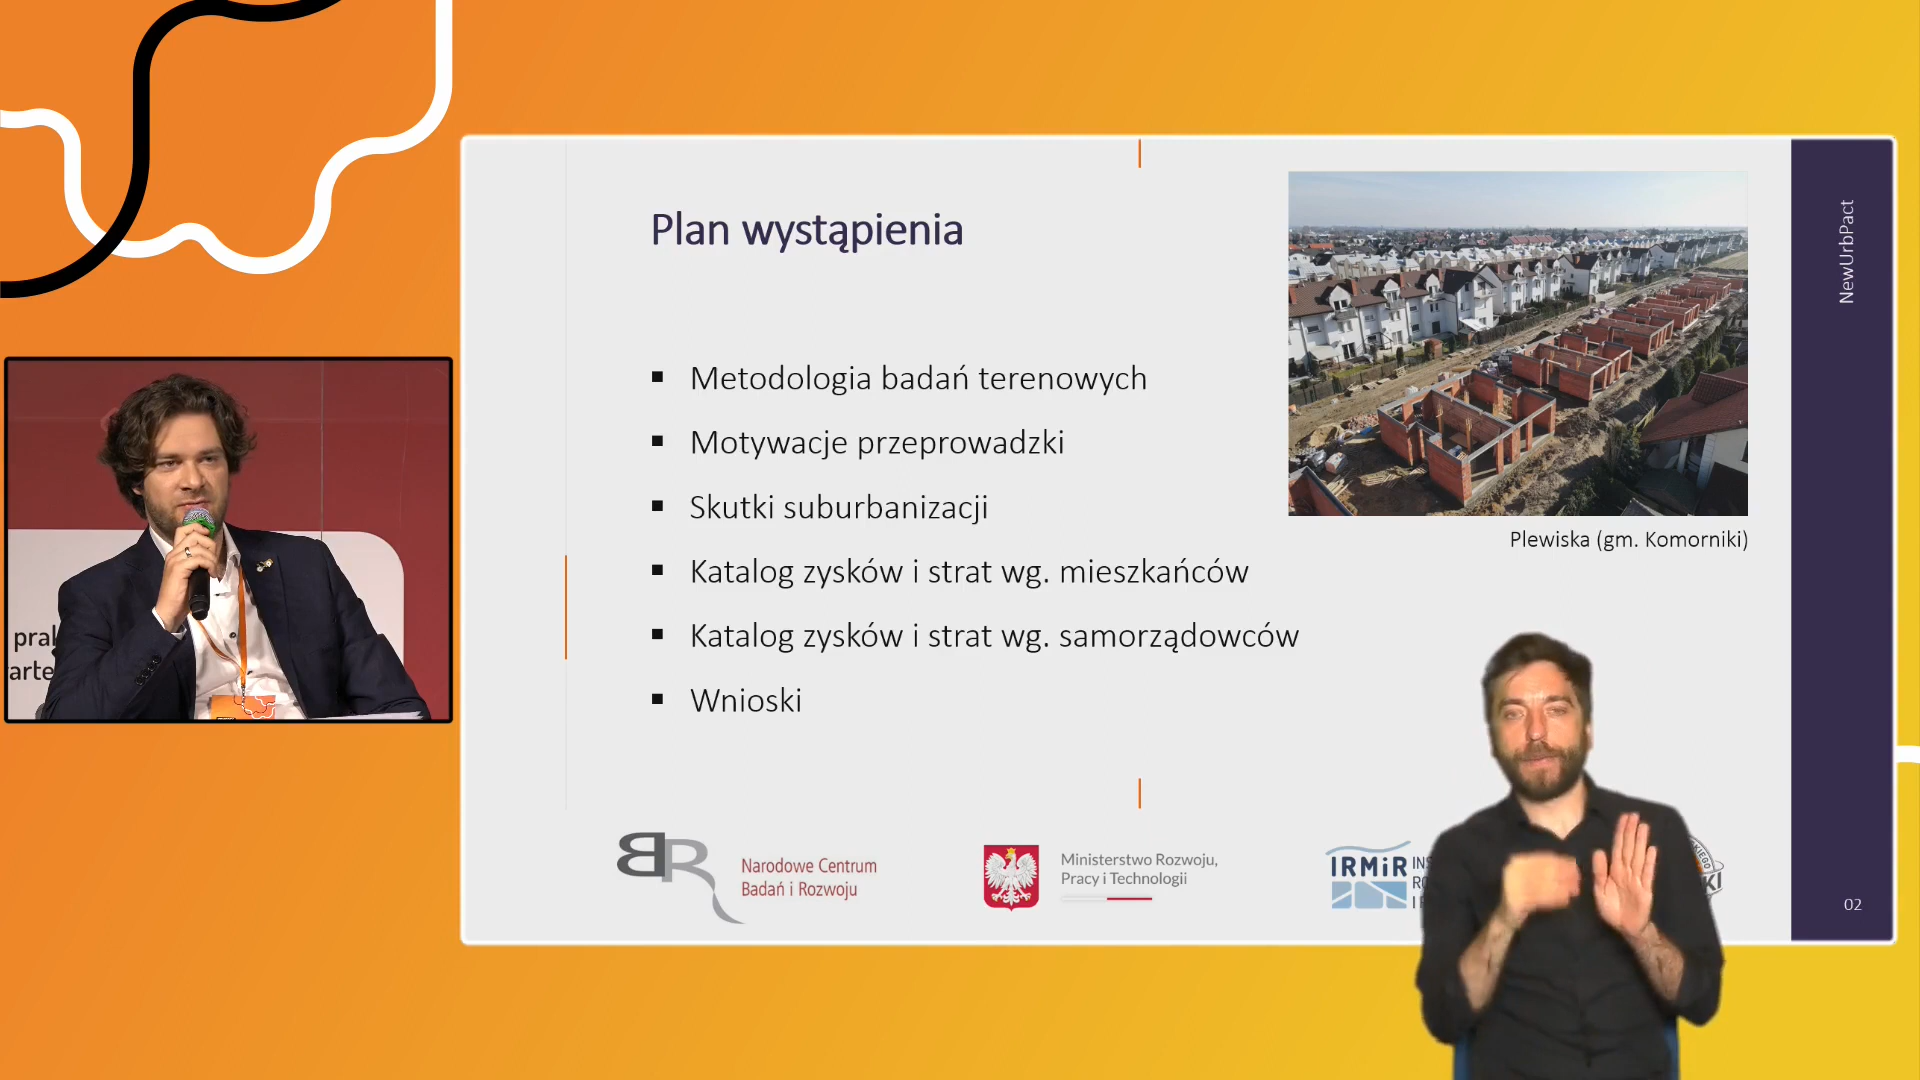 Plan wystąpienia
Metodologia badań terenowych
Motywacje przeprowadzki
Skutki suburbanizacji
Katalog zysków i strat wg. mieszkańców
Katalog zysków i strat wg. samorządowców
Wnioski
Plewiska (gm. Komorniki)
NewUrbPact
Narodowe Centrum
Badań i Rozwoju
Ministerstwo Rozwoju,
Pracy i Technologii
IRMiR
02